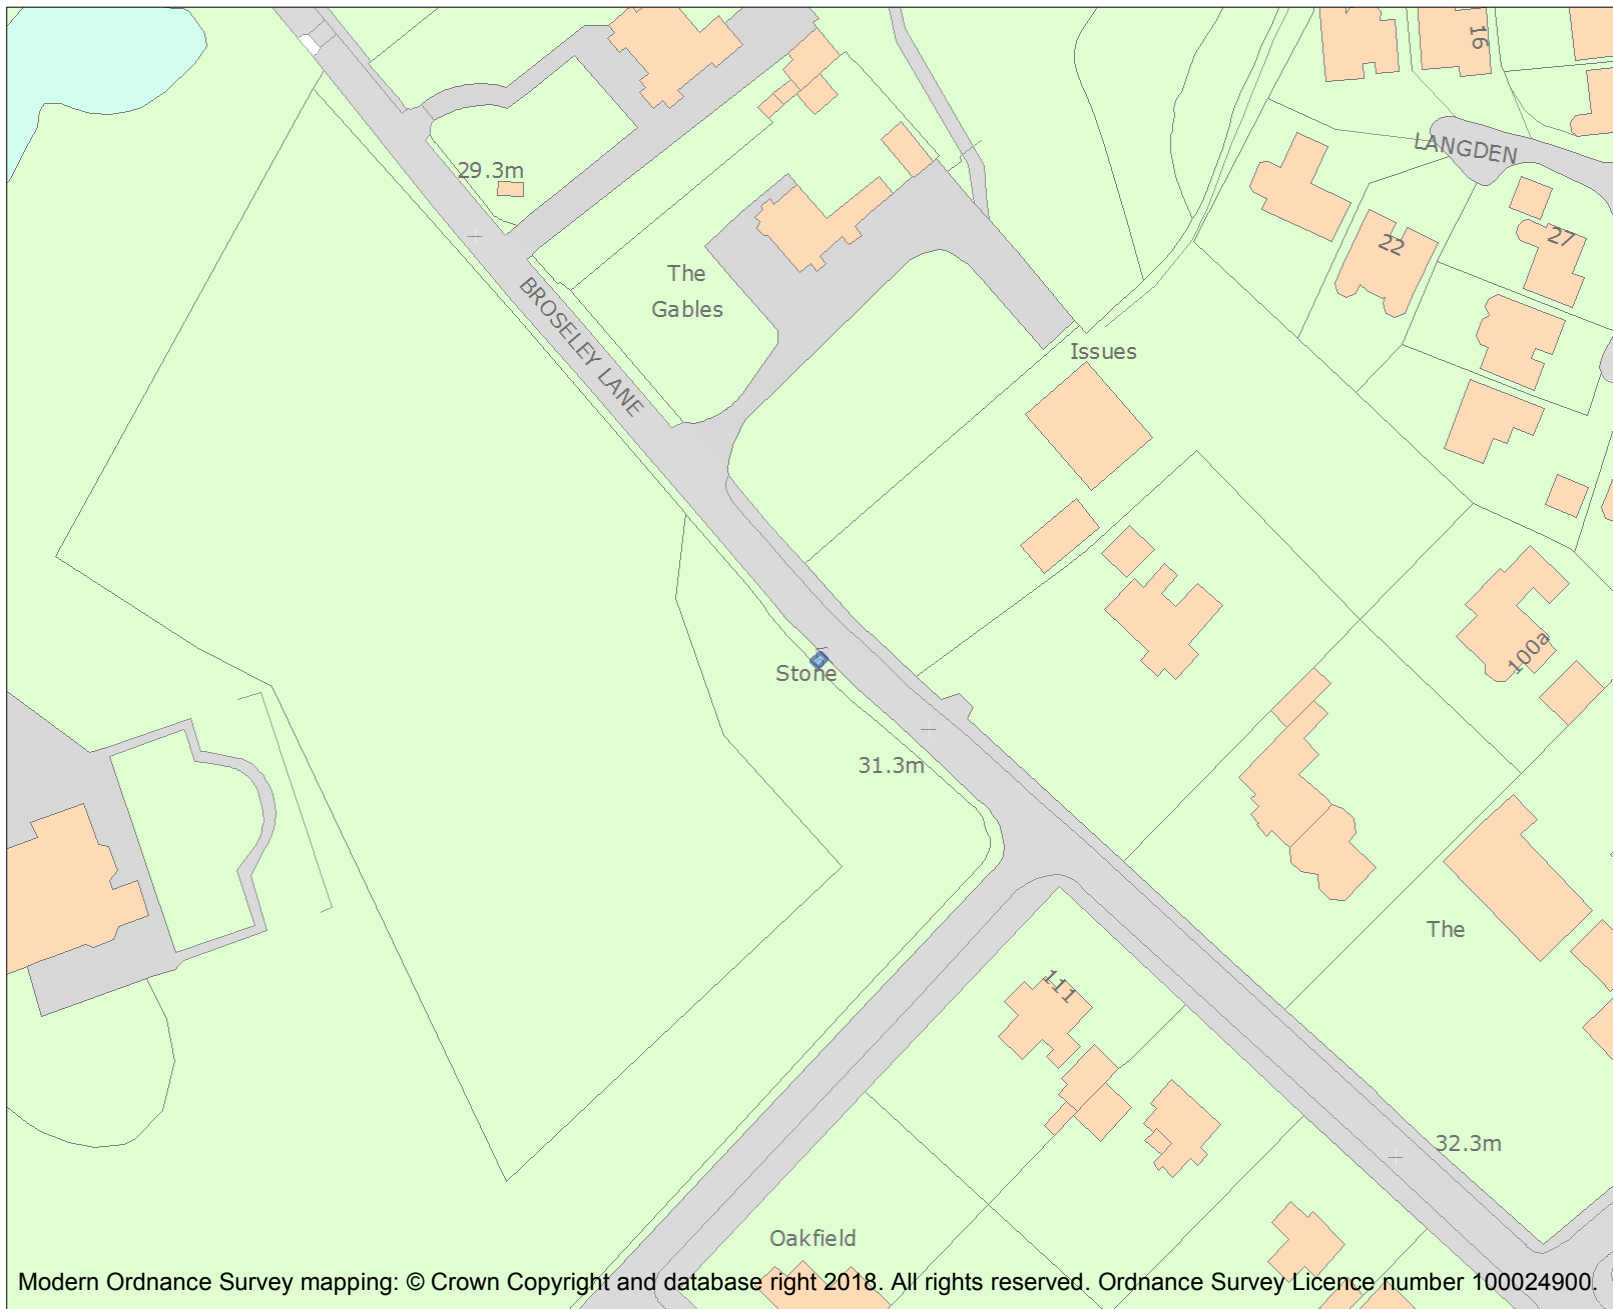 16
LANGDEN
29.3m
22
27
The
Gables
BROSELEY LANE
Issues
100a
Stone
31.3m
The
111
32.3m
Oakfield
Modern Ordnance Survey mapping: © Crown Copyright and database right 2018. All rights reserved. Ordnance Survey Licence number 100024900.